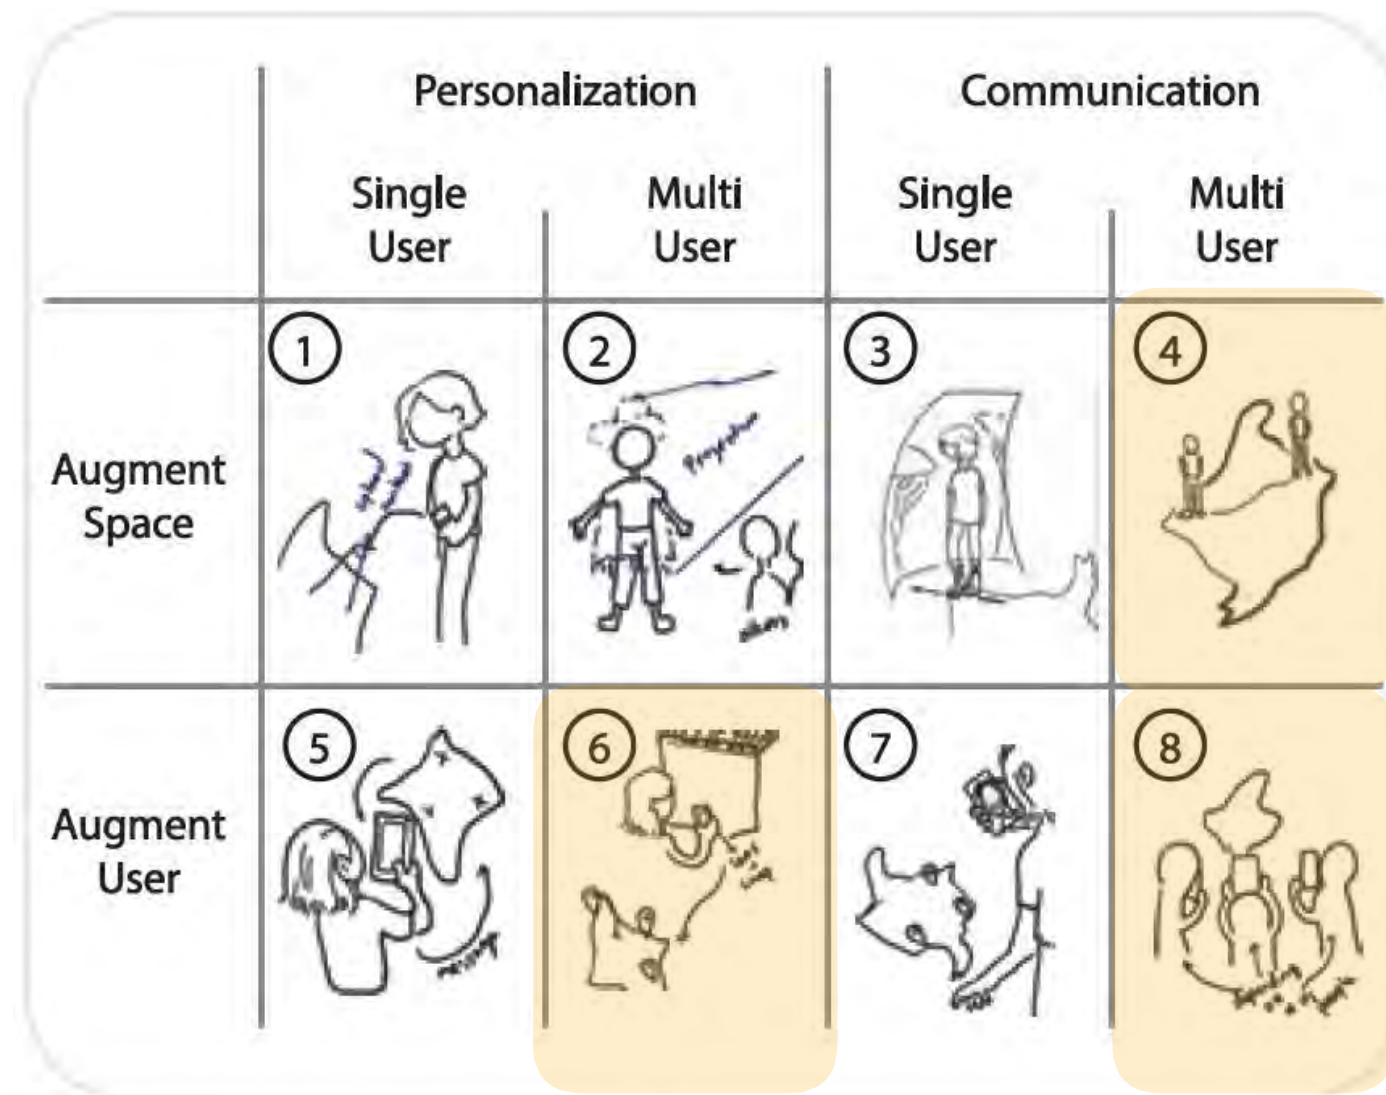 Personalization
Communication
Single
User
Multi
User
Single
User
Multi
User
Augment
Space
1
2
3
4
Augment
User
5
6
7
8